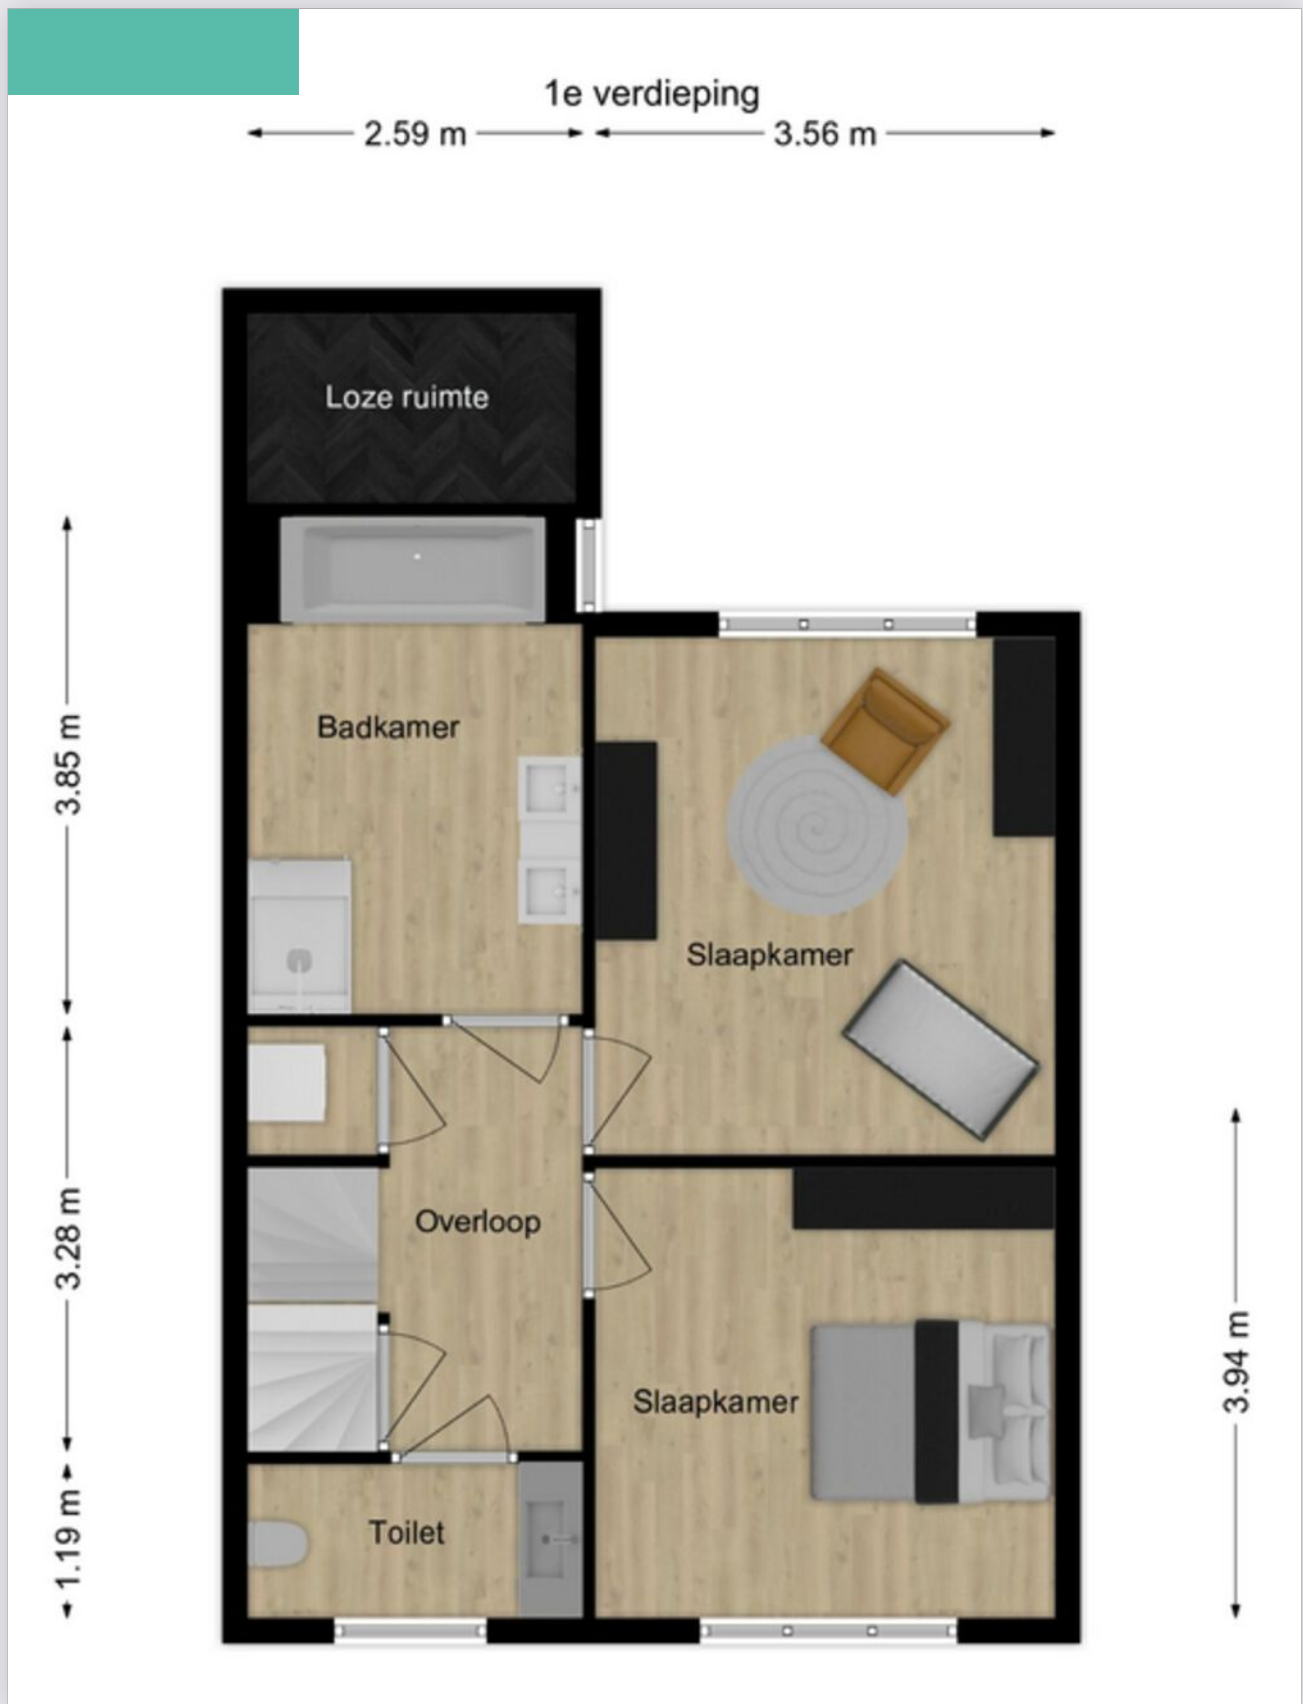 1e verdieping
2.59 m
3.56 m
Loze ruimte
3.85 m
Badkamer
Slaapkamer
3.28 m
Overloop
3.94 m
Slaapkamer
1.19 m
Toilet